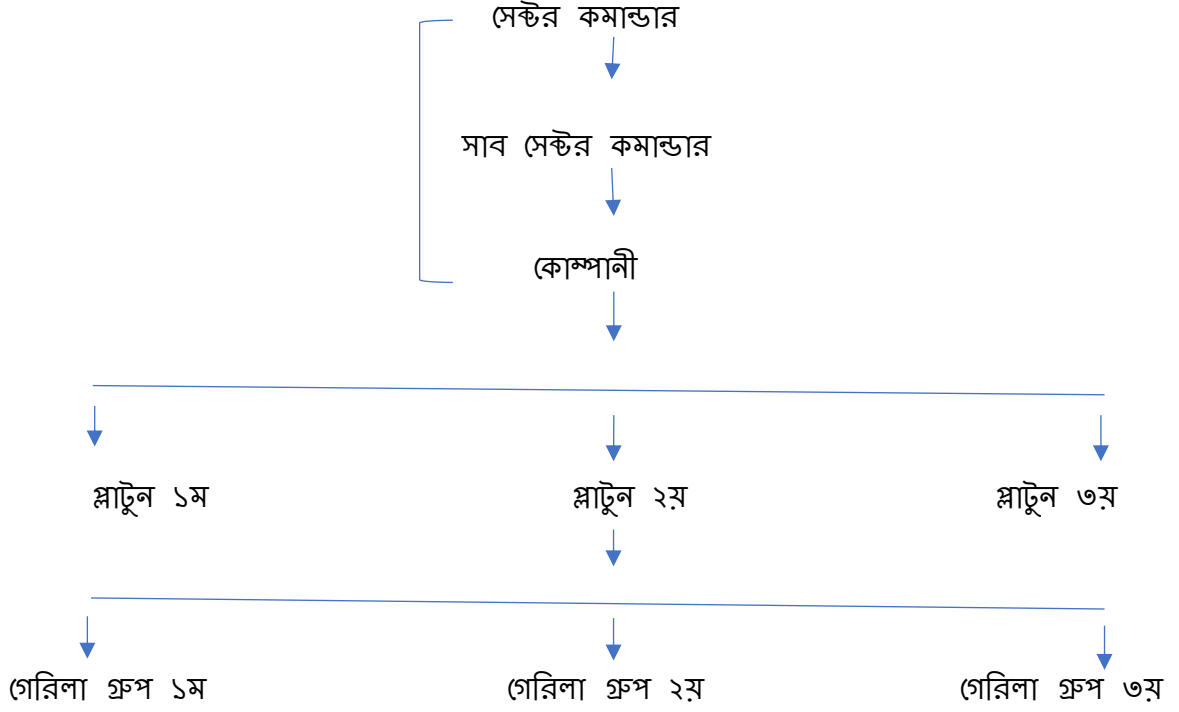 সেক্টর কমান্ডার
সাব সেক্টর কমান্ডার
কোম্পানী
প্লাটুন ১ম
প্লাটুন ২য়
প্লাটুন ৩য়
গেরিলা গ্রুপ ১ম
গেরিলা গ্রুপ ২য়
গেরিলা গ্রুপ ৩য়